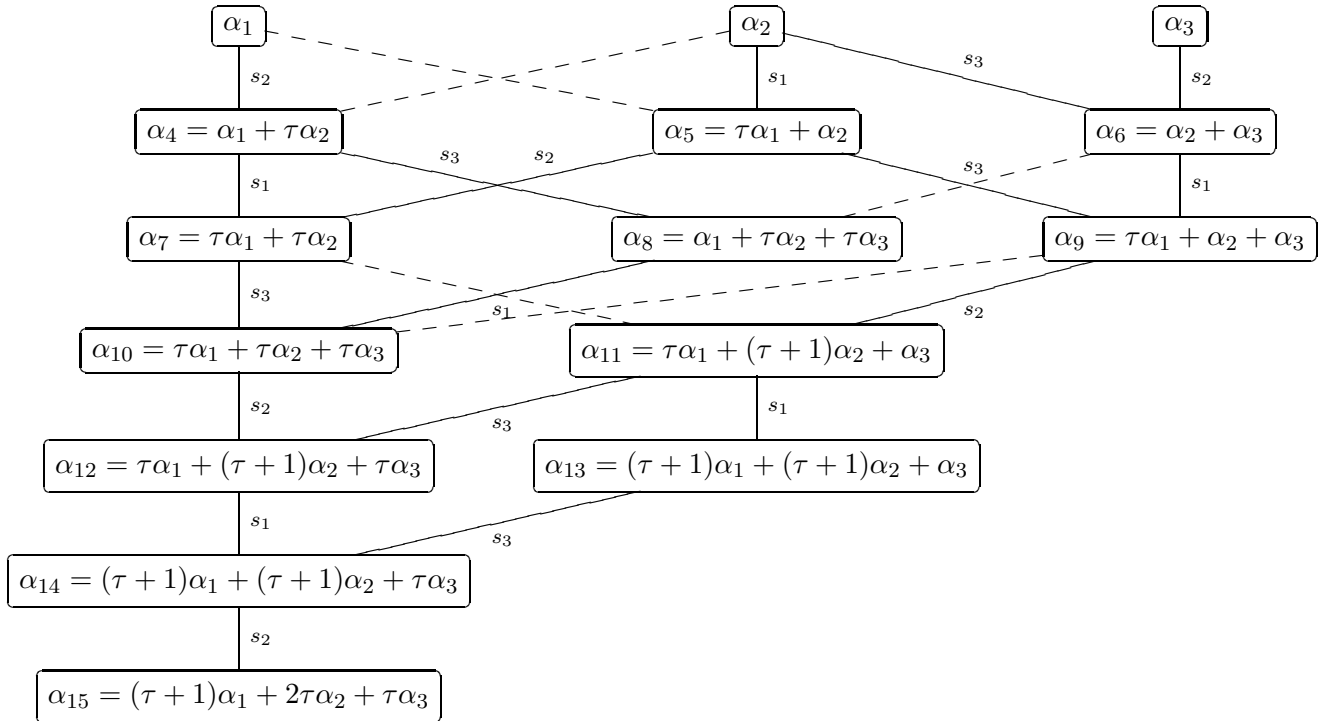 α₁ α₂ α₃
s₃
s₂ s₁ s₂
α₄ = α₁ + τα₂ α₅ = τα₁ + α₂ α₆ = α₂ + α₃
s₃ s₂ s₃
s₁ s₁
α₇ = τα₁ + τα₂ α₈ = α₁ + τα₂ + τα₃ α₉ = τα₁ + α₂ + α₃
s₃ s₁ s₂
α₁₀ = τα₁ + τα₂ + τα₃ α₁₁ = τα₁ + (τ + 1)α₂ + α₃
s₂ s₃ s₁
α₁₂ = τα₁ + (τ + 1)α₂ + τα₃ α₁₃ = (τ + 1)α₁ + (τ + 1)α₂ + α₃
s₁ s₃
α₁₄ = (τ + 1)α₁ + (τ + 1)α₂ + τα₃
s₂
α₁₅ = (τ + 1)α₁ + 2τα₂ + τα₃